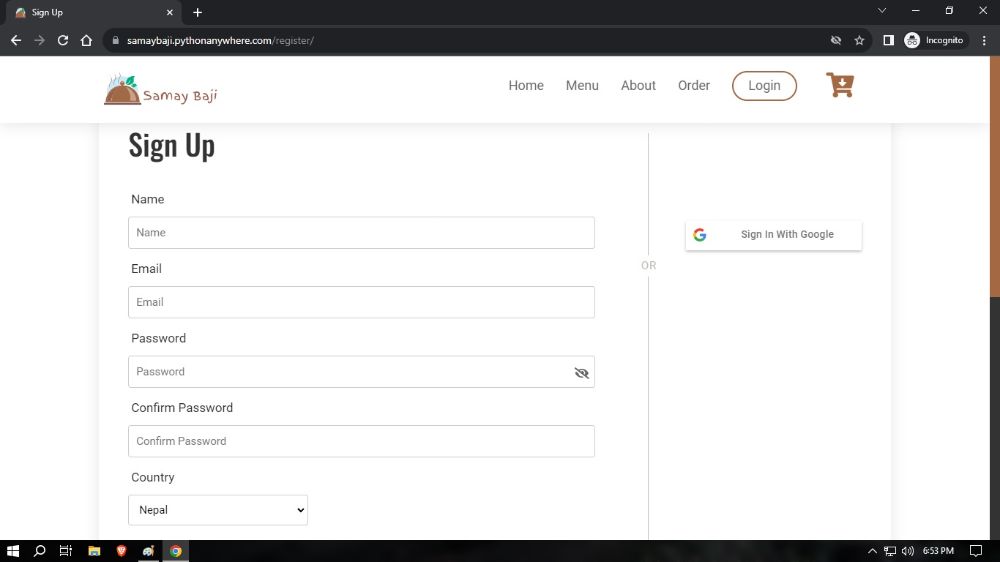 Sign Up
samaybaji.pythonanywhere.com/register/
Incognito
Samay Baji
Home Menu About Order Login
Sign Up
Name
Name
Email
Email
Password
Password
Confirm Password
Confirm Password
Country
Nepal
OR
Sign In With Google
6:53 PM